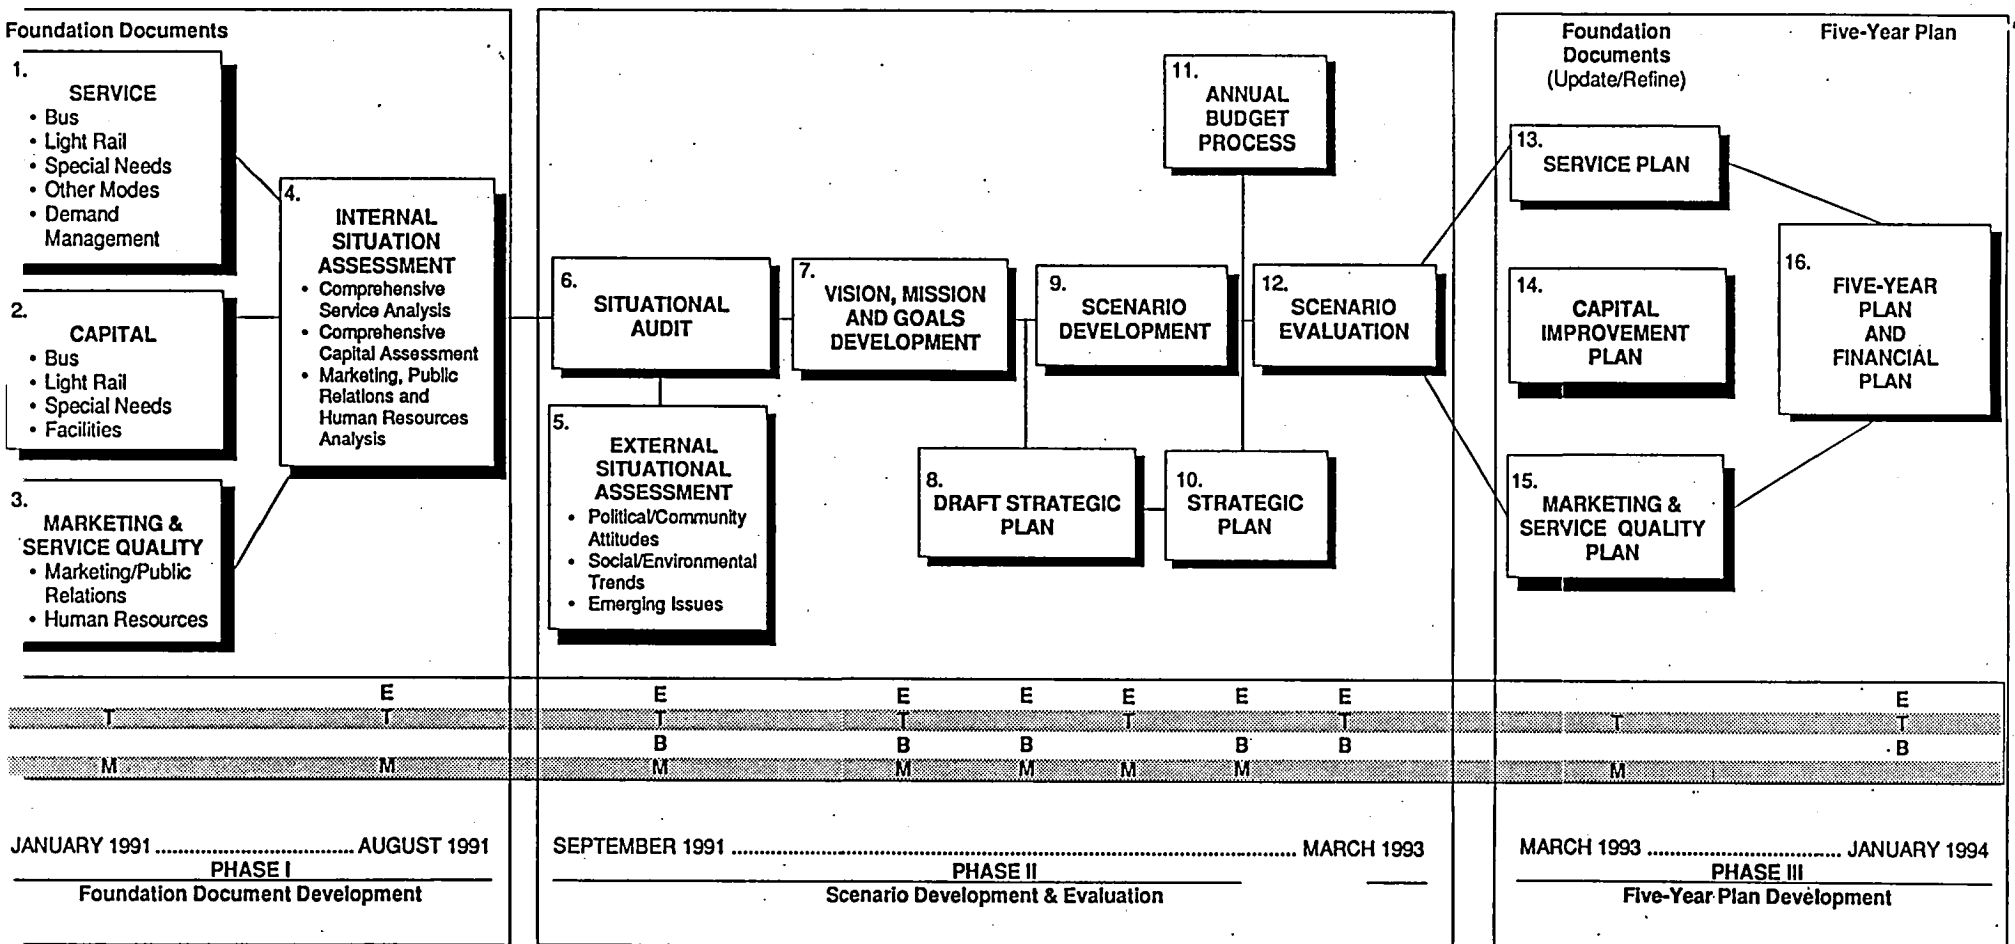 Foundation Documents
1.
SERVICE
• Bus
• Light Rail
• Special Needs
• Other Modes
• Demand
Management
2.
CAPITAL
• Bus
• Light Rail
• Special Needs
• Facilities
3.
MARKETING &
SERVICE QUALITY
• Marketing/Public
Relations
• Human Resources
4.
INTERNAL
SITUATION
ASSESSMENT
• Comprehensive
Service Analysis
• Comprehensive
Capital Assessment
• Marketing, Public
Relations and
Human Resources
Analysis
6.
SITUATIONAL
AUDIT
5.
EXTERNAL
SITUATIONAL
ASSESSMENT
• Political/Community
Attitudes
• Social/Environmental
Trends
• Emerging Issues
7.
VISION, MISSION
AND GOALS
DEVELOPMENT
8.
DRAFT STRATEGIC
PLAN
9.
SCENARIO
DEVELOPMENT
10.
STRATEGIC
PLAN
11.
ANNUAL
BUDGET
PROCESS
12.
SCENARIO
EVALUATION
Foundation
Documents
(Update/Refine)
Five-Year Plan
13.
SERVICE PLAN
14.
CAPITAL
IMPROVEMENT
PLAN
15.
MARKETING &
SERVICE QUALITY
PLAN
16.
FIVE-YEAR
PLAN
AND
FINANCIAL
PLAN
E E E E E E E E
T T T T T T T T
B B B B B B
M M M M M M M M
JANUARY 1991 .................................. AUGUST 1991
PHASE I
Foundation Document Development
SEPTEMBER 1991 .................................................................................................. MARCH 1993
PHASE II
Scenario Development & Evaluation
MARCH 1993 ................................. JANUARY 1994
PHASE III
Five-Year Plan Development